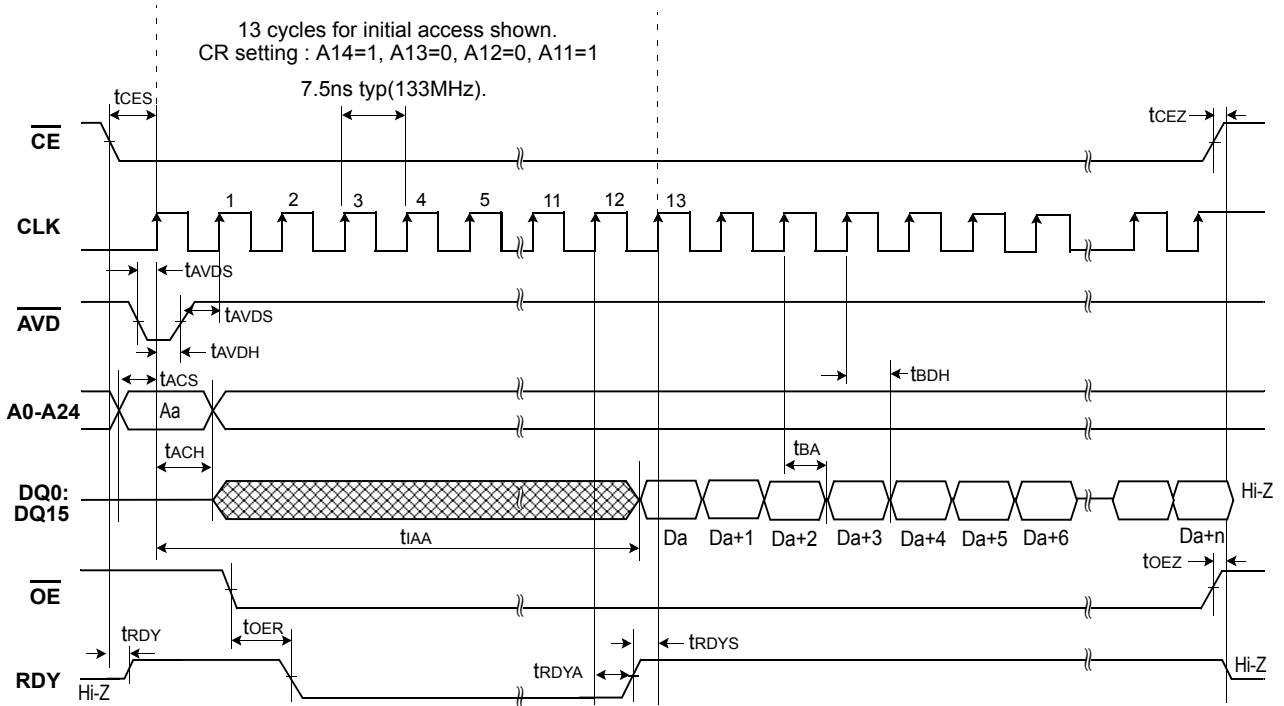 13 cycles for initial access shown.
CR setting : A14=1, A13=0, A12=0, A11=1
7.5ns typ(133MHz).
tCES
tCEZ
CE
1 2 3 4 5 11 12 13
CLK
tAVDS
AVD
tAVDS
tAVDH
tACS
tBDH
A0-A24
Aa
tACH
tBA
DQ0:
DQ15
Hi-Z
tIAA
Da Da+1 Da+2 Da+3 Da+4 Da+5 Da+6 Da+n
tOEZ
OE
tOER
tRDY
tRDYS
tRDYA
RDY
Hi-Z
Hi-Z